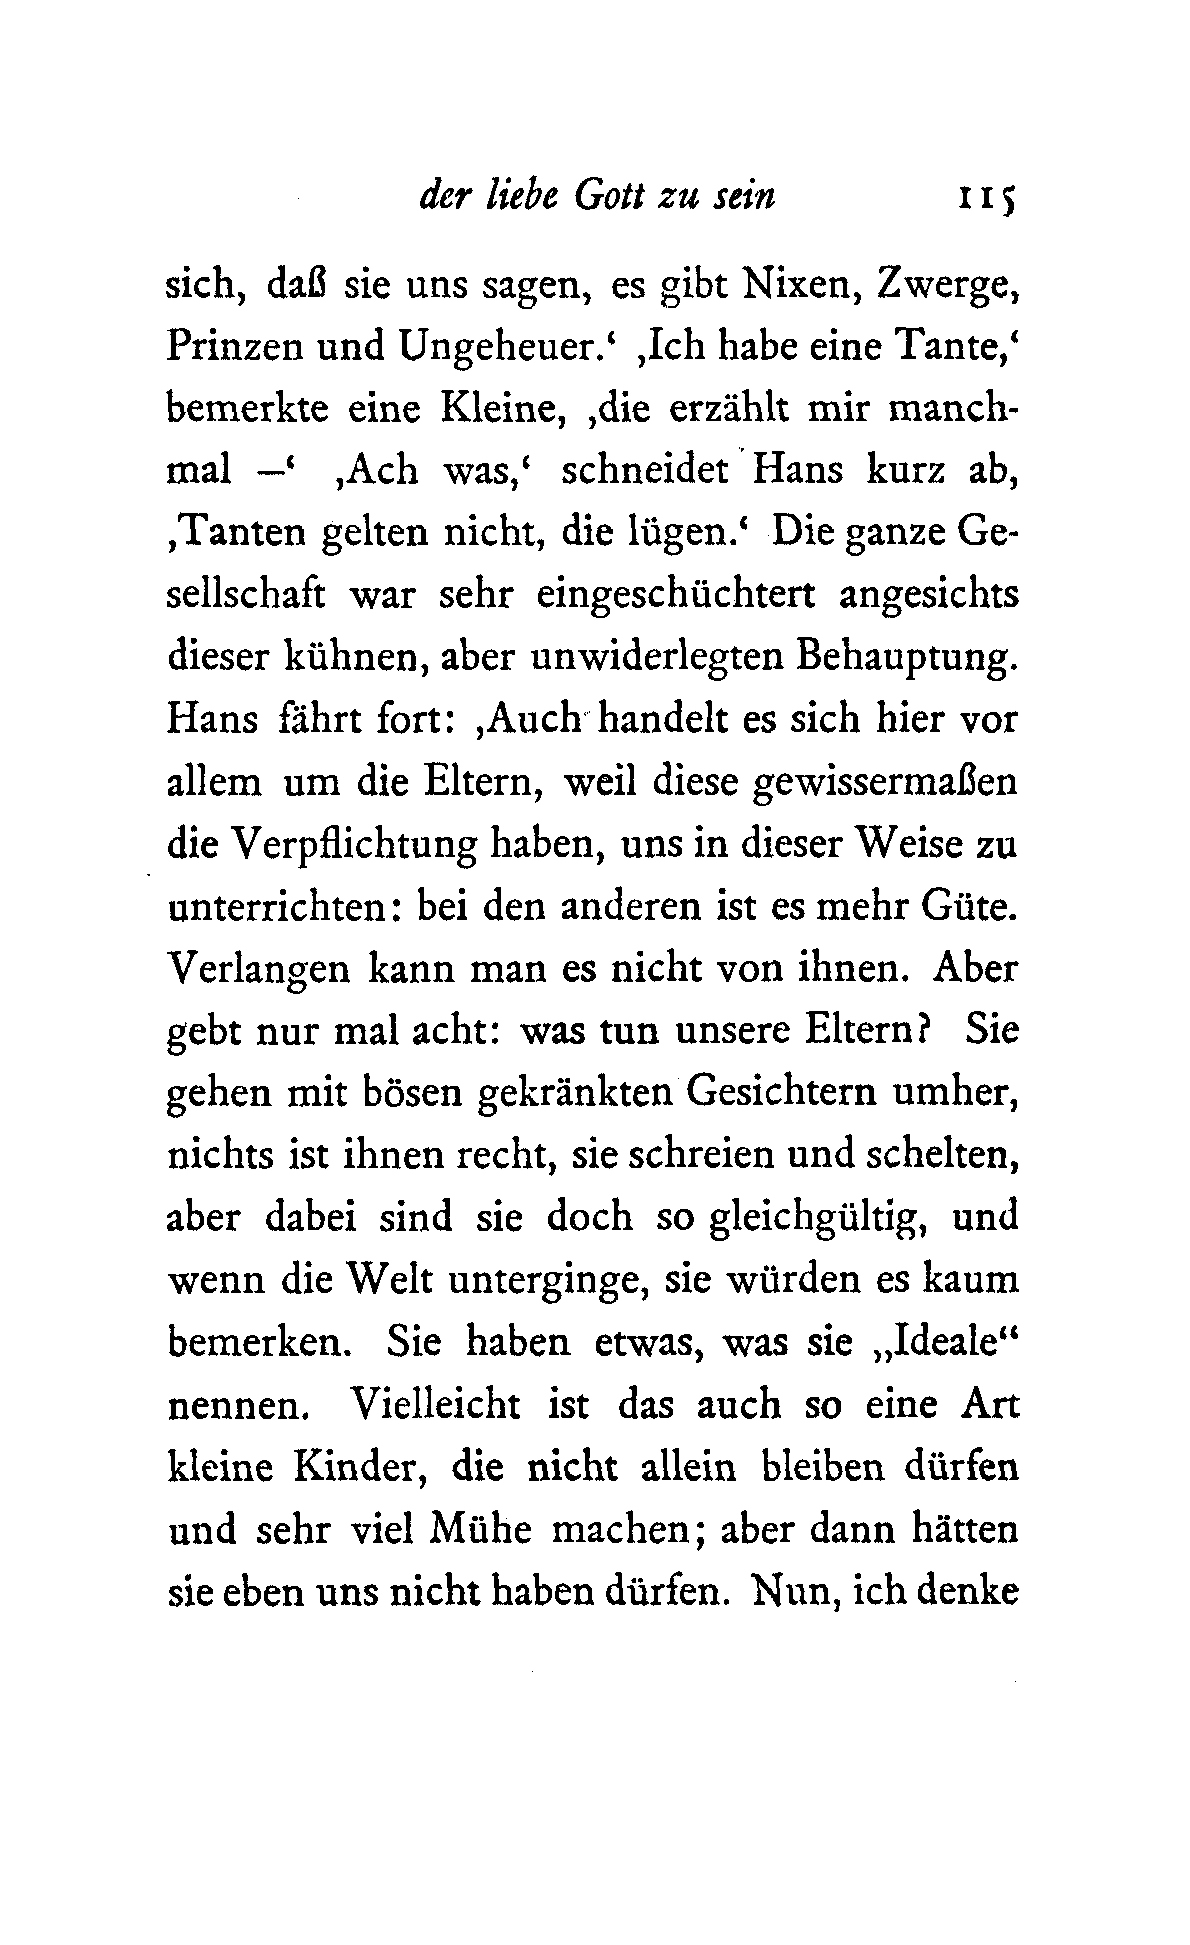 der liebe Gott zu sein 115
sich, daß sie uns sagen, es gibt Nixen, Zwerge,
Prinzen und Ungeheuer.‘ ‚Ich habe eine Tante,‘
bemerkte eine Kleine, ‚die erzählt mir manch-
mal —‘ ‚Ach was,‘ schneidet Hans kurz ab,
‚Tanten gelten nicht, die lügen.‘ Die ganze Ge-
sellschaft war sehr eingeschüchtert angesichts
dieser kühnen, aber unwiderlegten Behauptung.
Hans fährt fort: ‚Auch handelt es sich hier vor
allem um die Eltern, weil diese gewissermaßen
die Verpflichtung haben, uns in dieser Weise zu
unterrichten: bei den anderen ist es mehr Güte.
Verlangen kann man es nicht von ihnen. Aber
gebt nur mal acht: was tun unsere Eltern? Sie
gehen mit bösen gekränkten Gesichtern umher,
nichts ist ihnen recht, sie schreien und schelten,
aber dabei sind sie doch so gleichgültig, und
wenn die Welt unterginge, sie würden es kaum
bemerken. Sie haben etwas, was sie „Ideale“
nennen. Vielleicht ist das auch so eine Art
kleine Kinder, die nicht allein bleiben dürfen
und sehr viel Mühe machen; aber dann hätten
sie eben uns nicht haben dürfen. Nun, ich denke